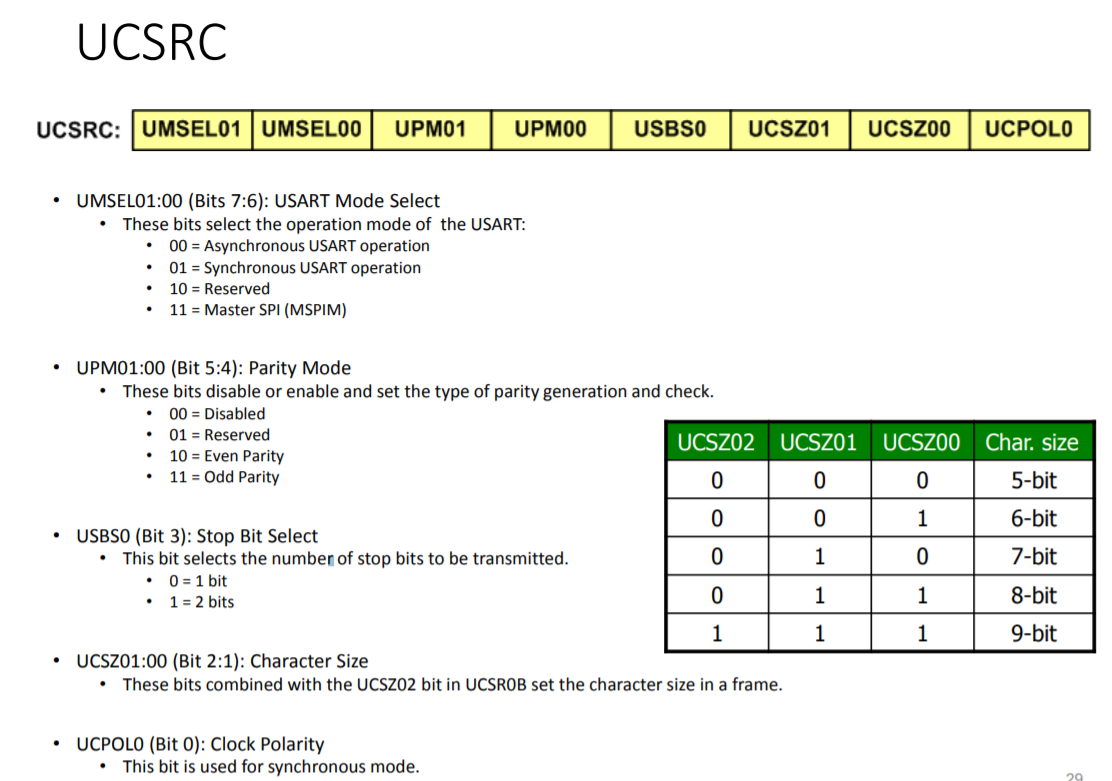 UCSRC
UCSRC: UMSEL01 UMSEL00 UPM01 UPM00 USBS0 UCSZ01 UCSZ00 UCPOL0
• UMSEL01:00 (Bits 7:6): USART Mode Select
• These bits select the operation mode of the USART:
• 00 = Asynchronous USART operation
• 01 = Synchronous USART operation
• 10 = Reserved
• 11 = Master SPI (MSPIM)
• UPM01:00 (Bit 5:4): Parity Mode
• These bits disable or enable and set the type of parity generation and check.
• 00 = Disabled
• 01 = Reserved
• 10 = Even Parity
• 11 = Odd Parity
• USBS0 (Bit 3): Stop Bit Select
• This bit selects the number of stop bits to be transmitted.
• 0 = 1 bit
• 1 = 2 bits
UCSZ02 UCSZ01 UCSZ00 Char. size
0 0 0 5-bit
0 0 1 6-bit
0 1 0 7-bit
0 1 1 8-bit
1 1 1 9-bit
• UCSZ01:00 (Bit 2:1): Character Size
• These bits combined with the UCSZ02 bit in UCSR0B set the character size in a frame.
• UCPOL0 (Bit 0): Clock Polarity
• This bit is used for synchronous mode.
29